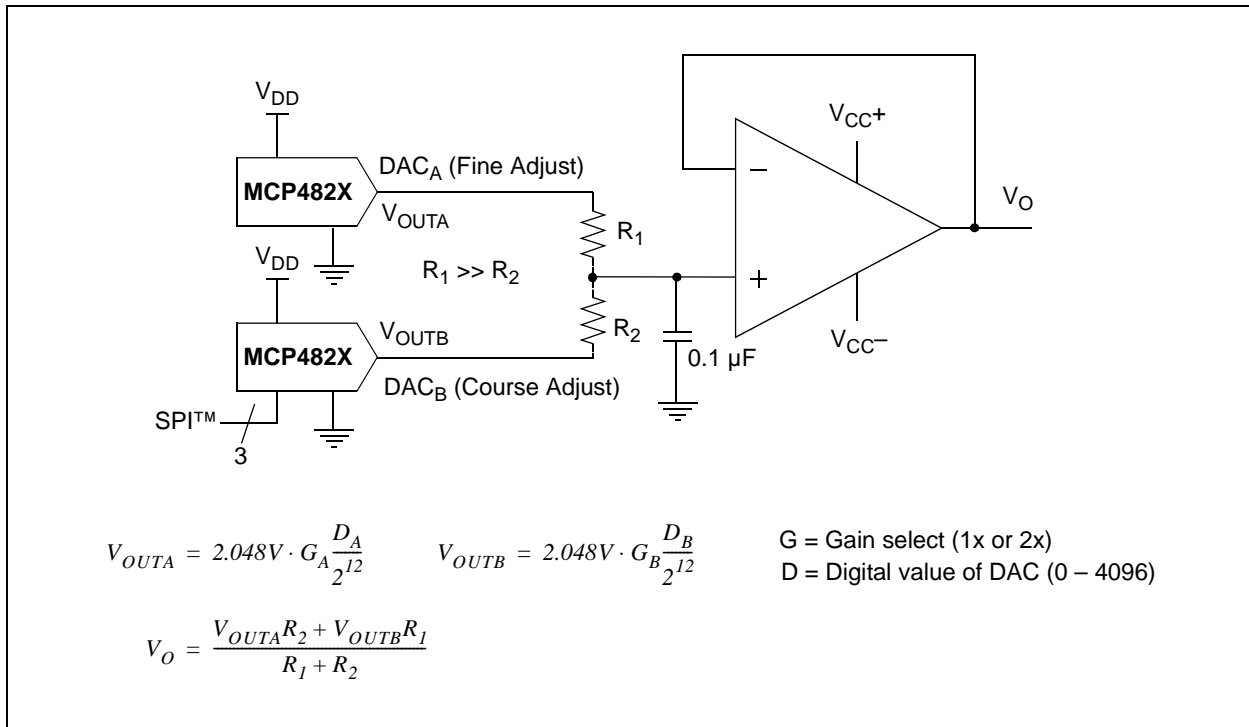 V_DD
MCP482X
DAC_A (Fine Adjust)
V_OUTA
V_DD
R_1 >> R_2
R_1
MCP482X
V_OUTB
R_2
DAC_B (Course Adjust)
SPI™
3
0.1 µF
−
+
V_CC+
V_CC–
V_O
V_OUTA = 2.048V · G_A D_A/2^12
V_OUTB = 2.048V · G_B D_B/2^12
G = Gain select (1x or 2x)
D = Digital value of DAC (0 – 4096)
V_O = (V_OUTA R_2 + V_OUTB R_1)/(R_1 + R_2)